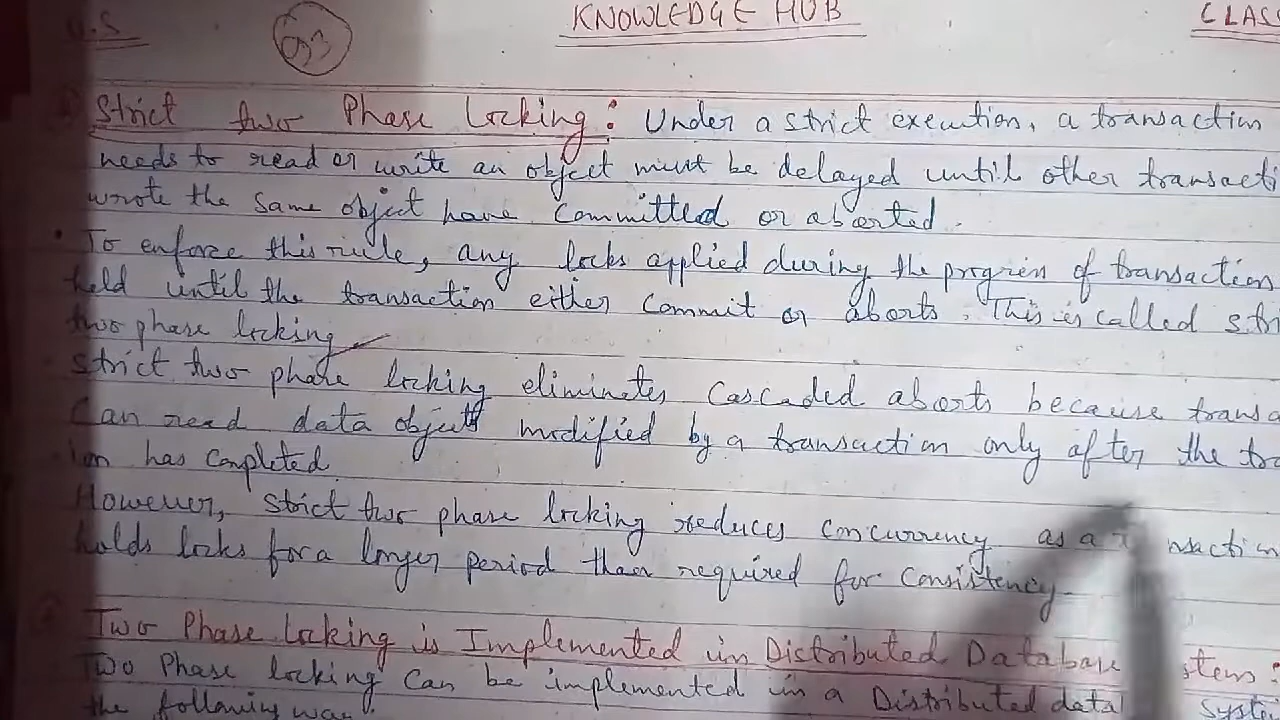 U.S KNOWLEDGE HUB CLASS
Strict two Phase Locking: Under a strict execution, a transaction
needs to read or write an object must be delayed until other transacti
wrote the same object have committed or aborted.
• To enforce this rule, any locks applied during the progress of transaction
held until the transaction either commit or aborts. This is called stri
two phase locking
strict two phase locking eliminates Cascaded aborts because transa
Can read data objects modified by a transaction only after the tra
ion has completed.
However, strict two phase locking reduces concurrency as a nsaction
holds locks for a longer period than required for consistency
Two Phase Locking is Implemented in Distributed Database stem:
Two Phase locking can be implemented in a Distributed data syste
the following way.